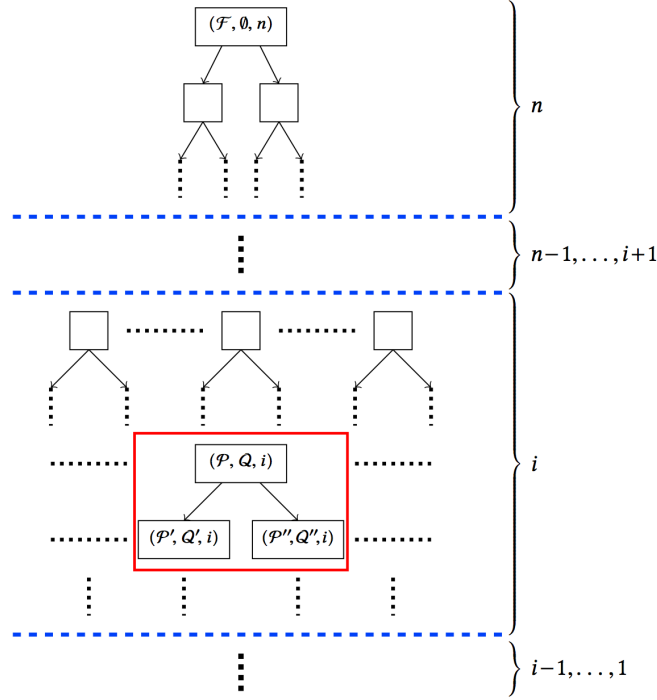 (ℱ, ∅, n)
n
n−1, . . . , i+1
(𝒫, 𝒬, i)
i
(𝒫′, 𝒬′, i)
(𝒫″,𝒬″,i)
i−1, . . . , 1